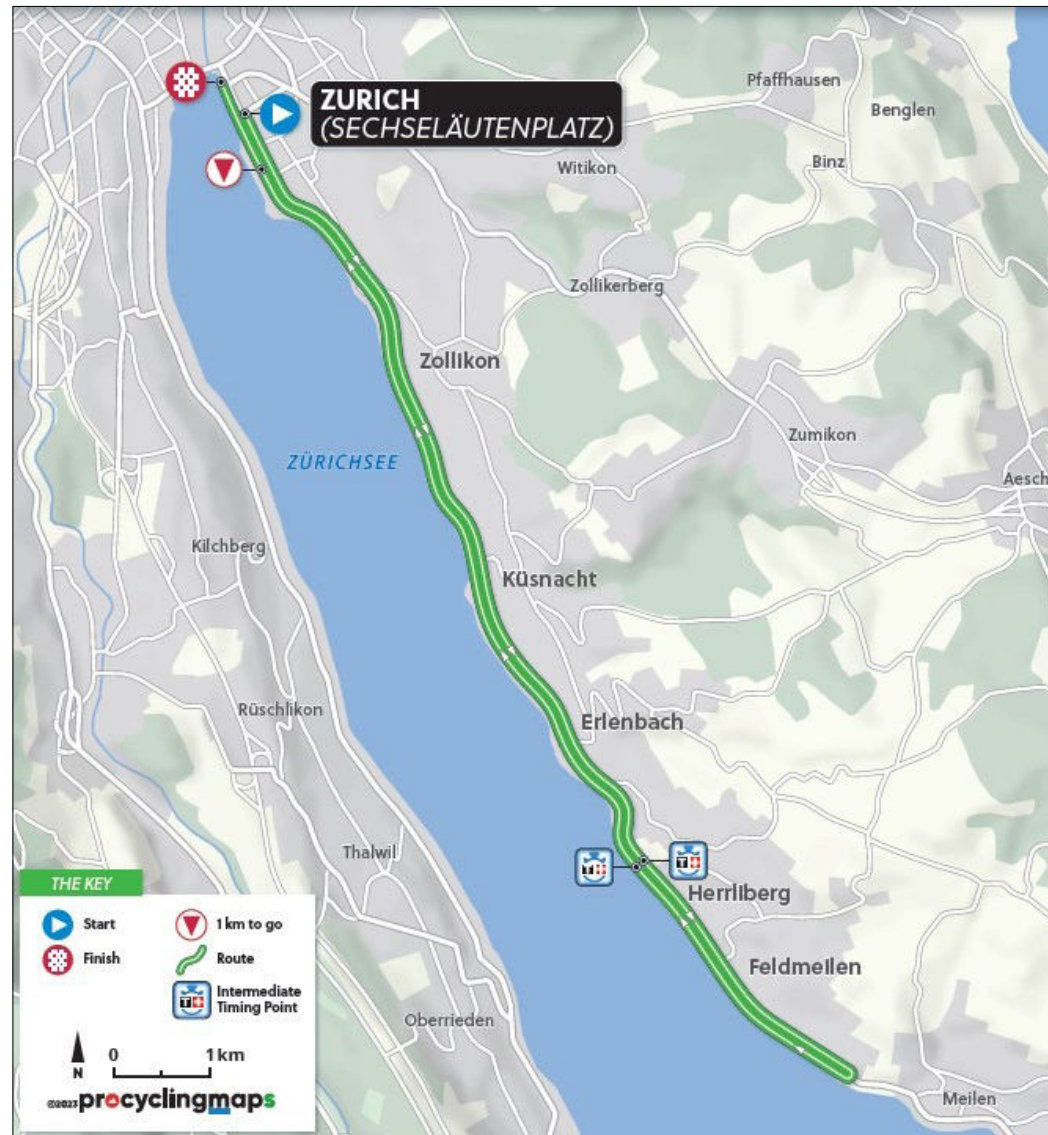 ZURICH
(SECHSELÄUTENPLATZ)
Pfaffhausen
Benglen
Binz
Witikon
Zollikerberg
Zollikon
Zumikon
ZÜRICHSEE
Aesch
Kilchberg
Küsnacht
Rüschlikon
Erlenbach
Thalwil
T
T
Herrliberg
THE KEY
Start
1 km to go
Finish
Route
T
Intermediate
Timing Point
Feldmeilen
Oberrieden
0 1 km
N
©2023 procyclingmaps
Meilen